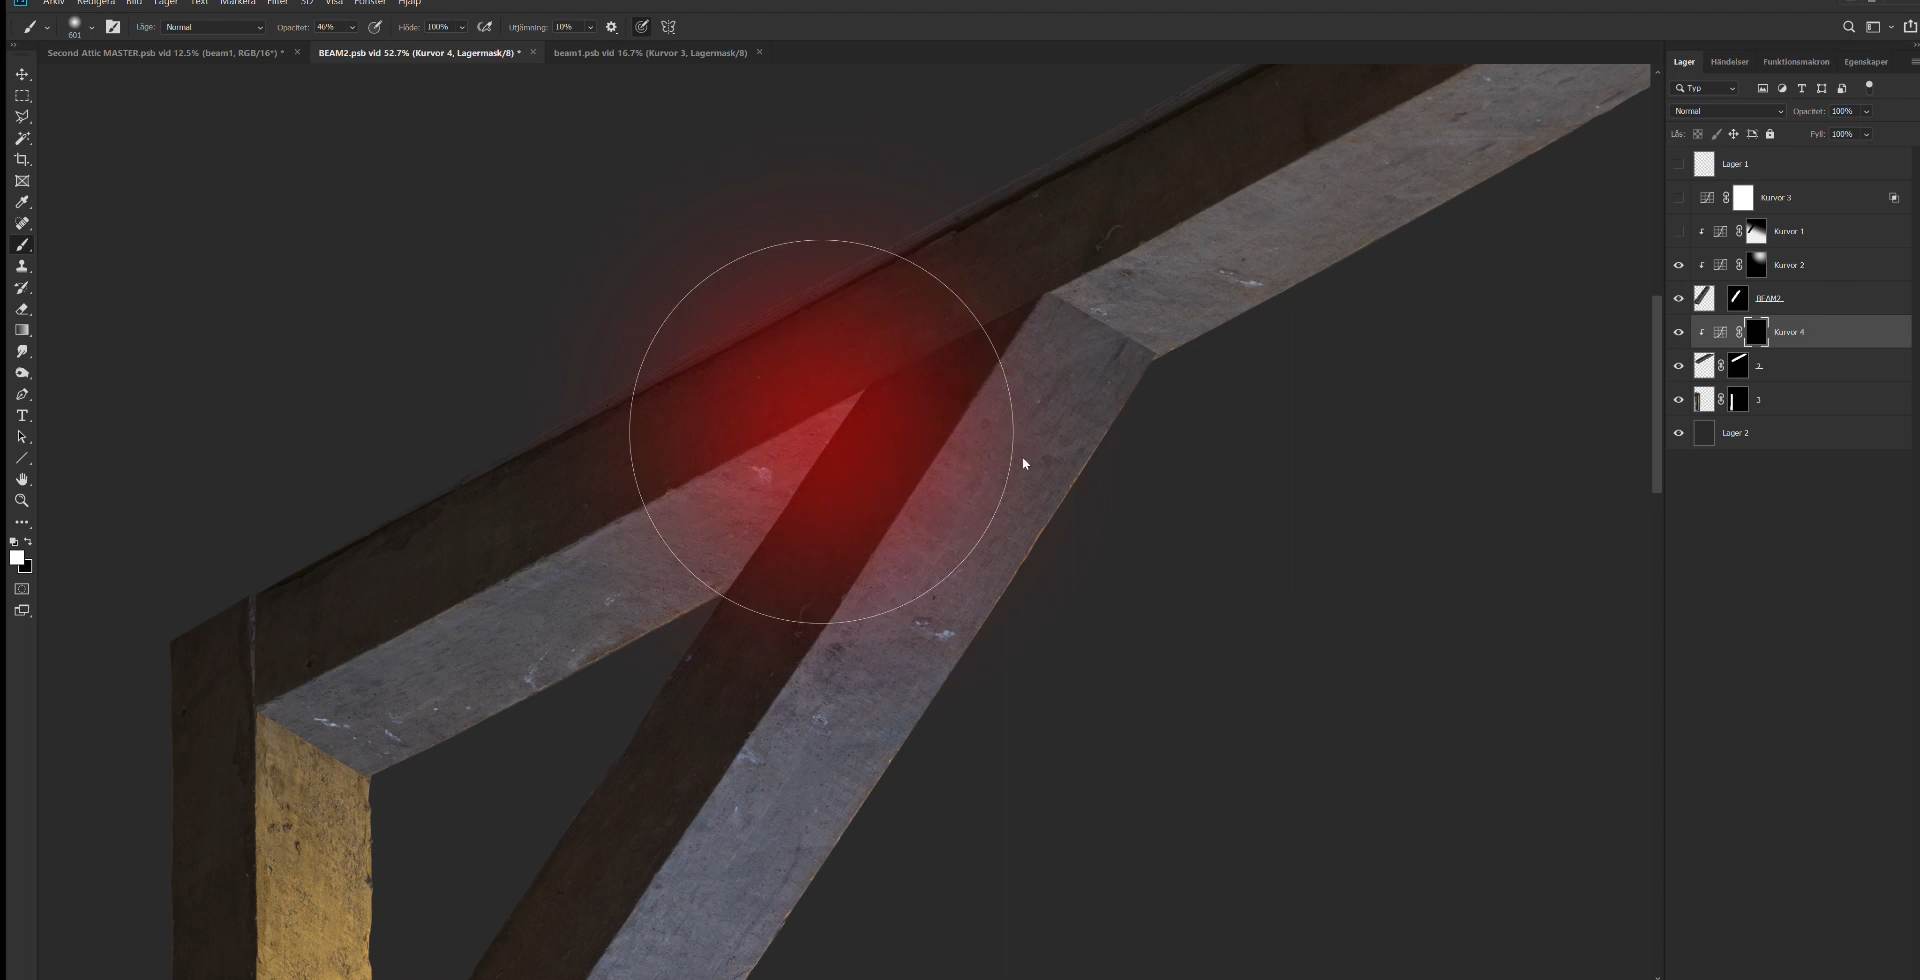 Arkiv Redigera Bild Lager Text Markera Filter 3D Visa Fönster Hjälp
601 Läge: Normal Opacitet: 46% Flöde: 100% Utjämning: 10%
Second Attic MASTER.psb vid 12.5% (beam1, RGB/16*) * × BEAM2.psb vid 52.7% (Kurvor 4, Lagermask/8) * × beam1.psb vid 16.7% (Kurvor 3, Lagermask/8) ×
Lager Händelser Funktionsmakron Egenskaper
Typ
Normal Opacitet: 100%
Lås: Fyll: 100%
Lager 1
Kurvor 3
Kurvor 1
Kurvor 2
BEAM2
Kurvor 4
2
3
Lager 2